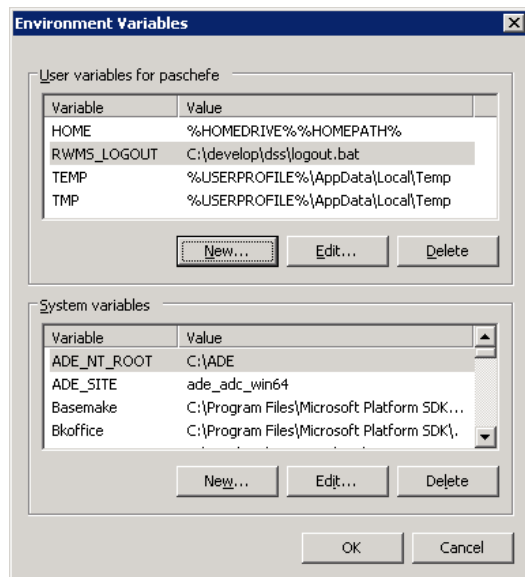 Environment Variables
User variables for paschefe
Variable Value
HOME %HOMEDRIVE%%HOMEPATH%
RWMS_LOGOUT C:\develop\dss\logout.bat
TEMP %USERPROFILE%\AppData\Local\Temp
TMP %USERPROFILE%\AppData\Local\Temp
New... Edit... Delete
System variables
Variable Value
ADE_NT_ROOT C:\ADE
ADE_SITE ade_adc_win64
Basemake C:\Program Files\Microsoft Platform SDK...
Bkoffice C:\Program Files\Microsoft Platform SDK\.
New... Edit... Delete
OK Cancel